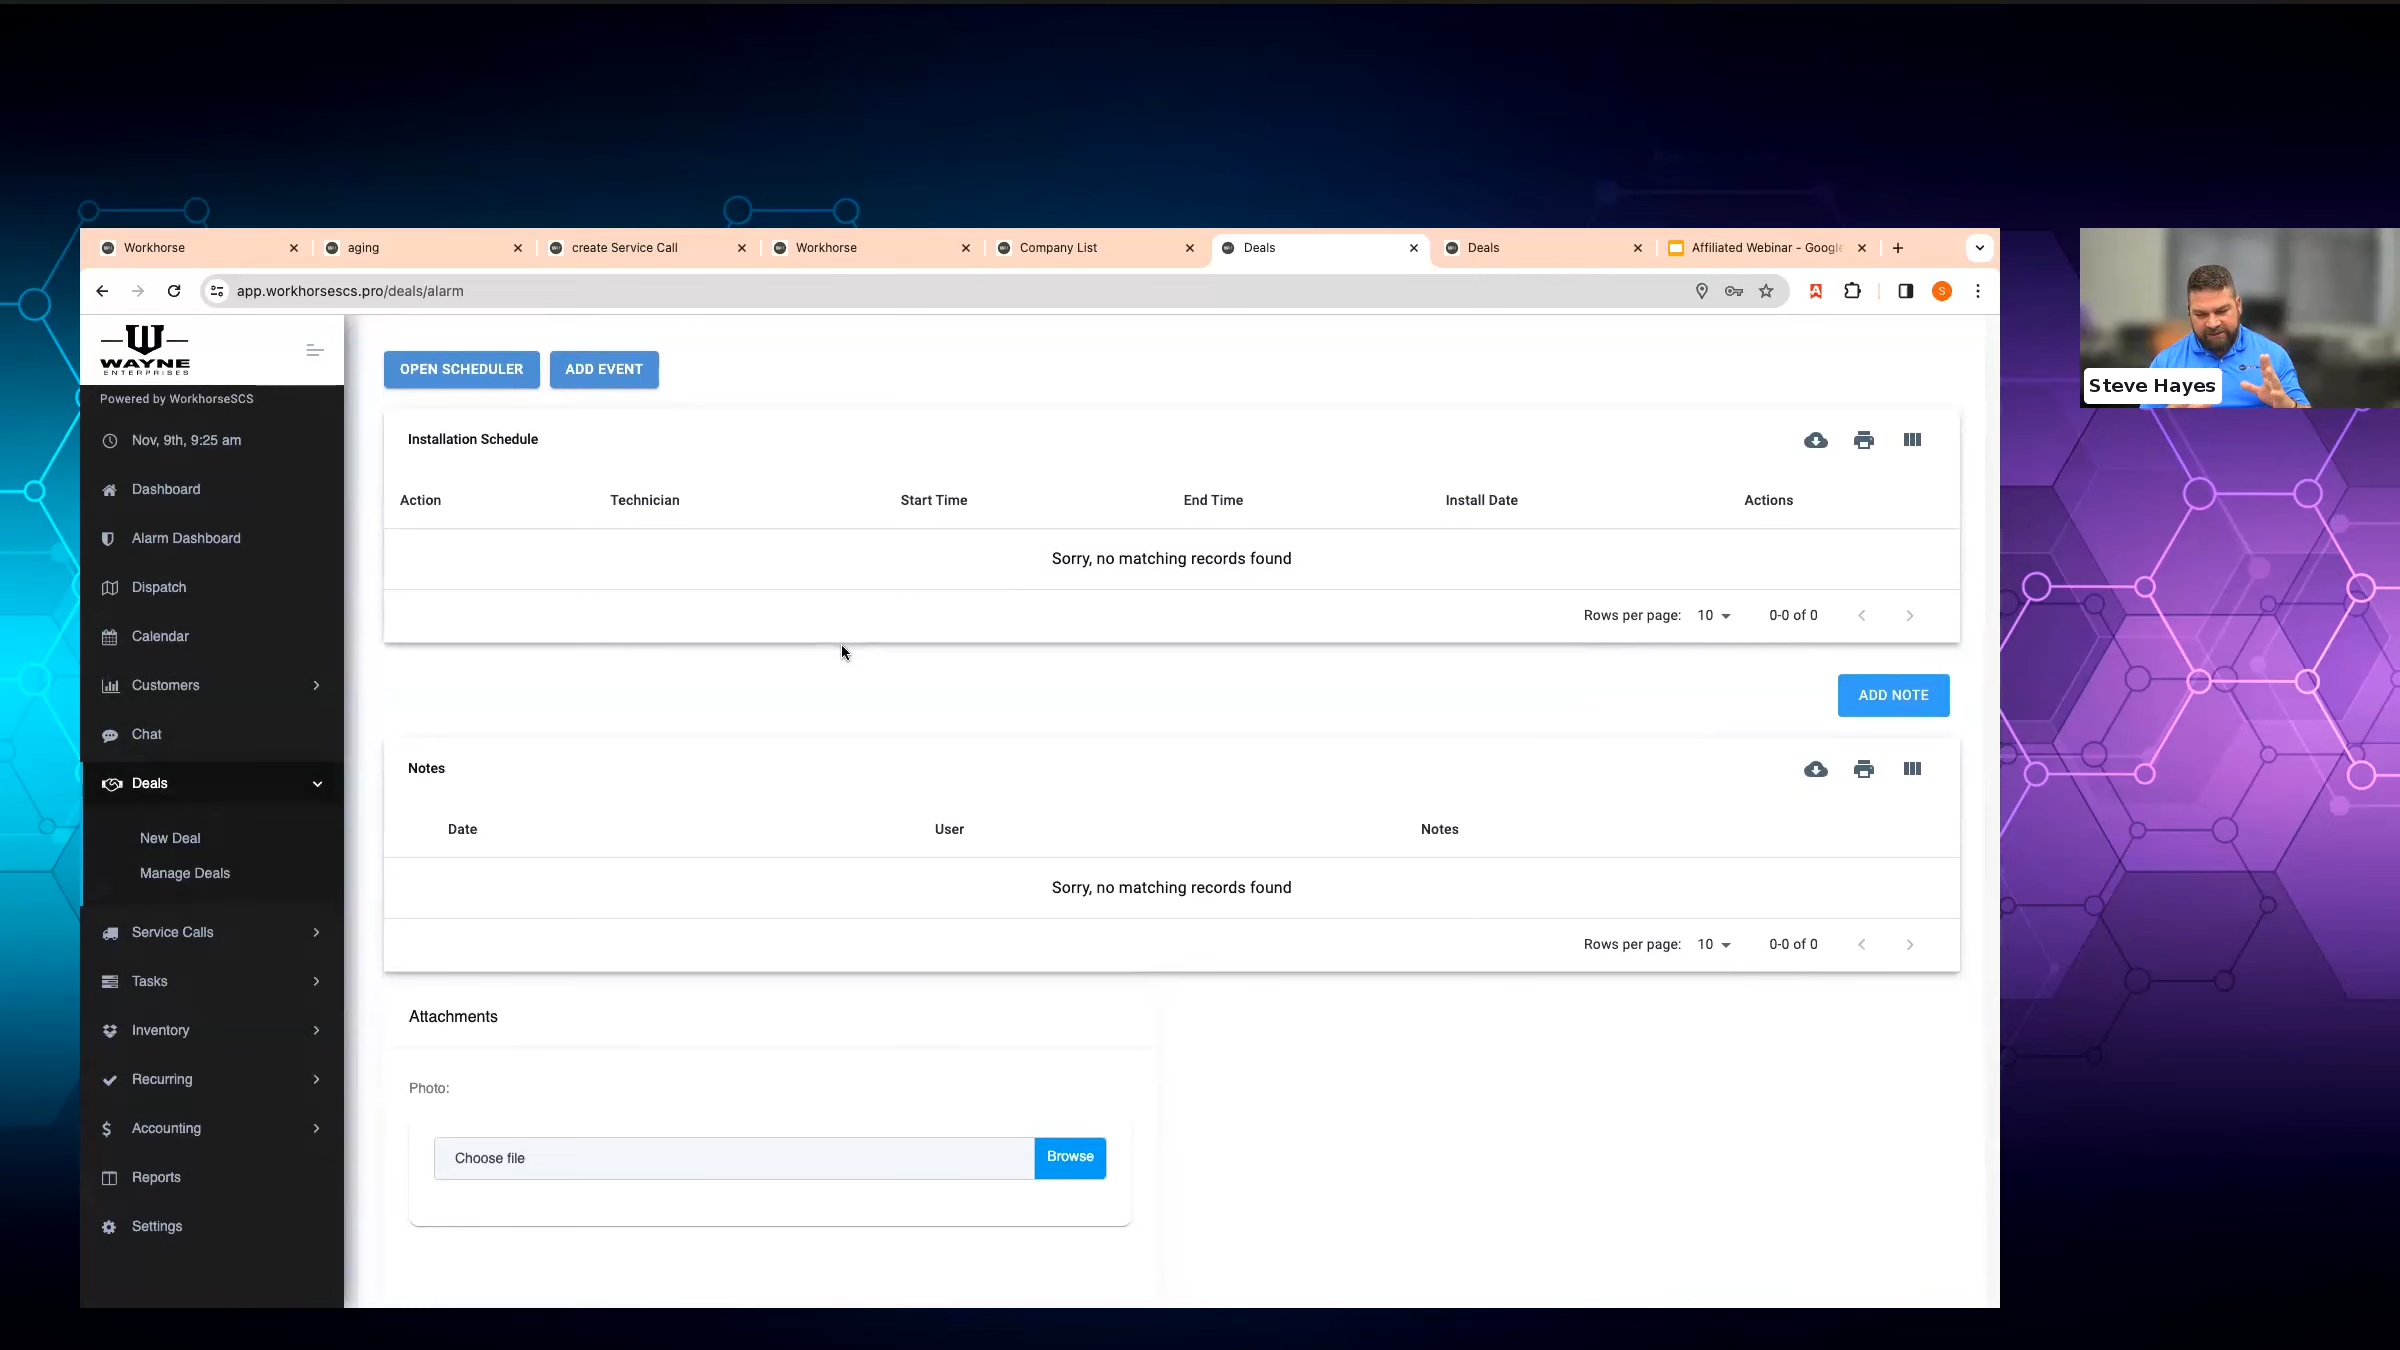 Workhorse
aging
create Service Call
Workhorse
Company List
Deals
Deals
Affiliated Webinar - Google
app.workhorsescs.pro/deals/alarm
S
WAYNE
ENTERPRISES
Powered by WorkhorseSCS
Nov, 9th, 9:25 am
Dashboard
Alarm Dashboard
Dispatch
Calendar
Customers
Chat
Deals
New Deal
Manage Deals
Service Calls
Tasks
Inventory
Recurring
Accounting
Reports
Settings
OPEN SCHEDULER
ADD EVENT
Installation Schedule
Action Technician Start Time End Time Install Date Actions
Sorry, no matching records found
Rows per page: 10 0-0 of 0
ADD NOTE
Notes
Date User Notes
Sorry, no matching records found
Rows per page: 10 0-0 of 0
Attachments
Photo:
Choose file
Browse
Steve Hayes